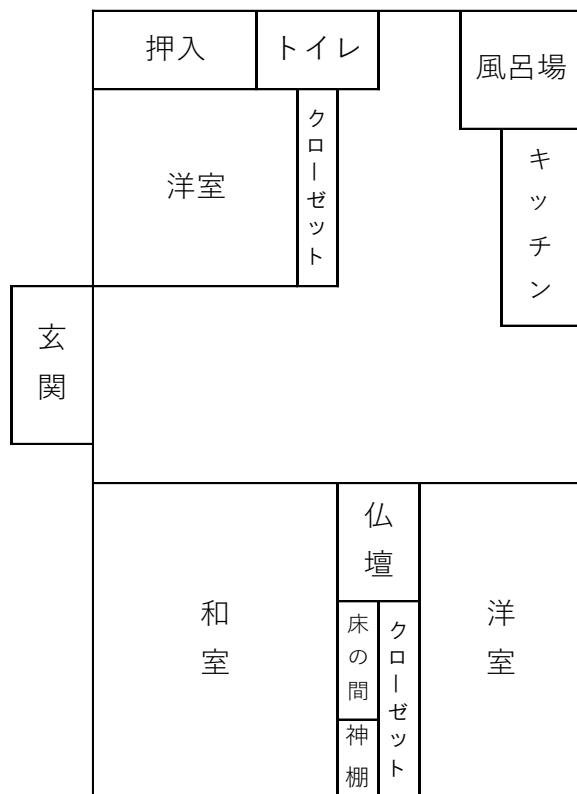 押入
トイレ
風呂場
洋室
クローゼット
キッチン
玄関
和室
仏壇
床の間
神棚
クローゼット
洋室